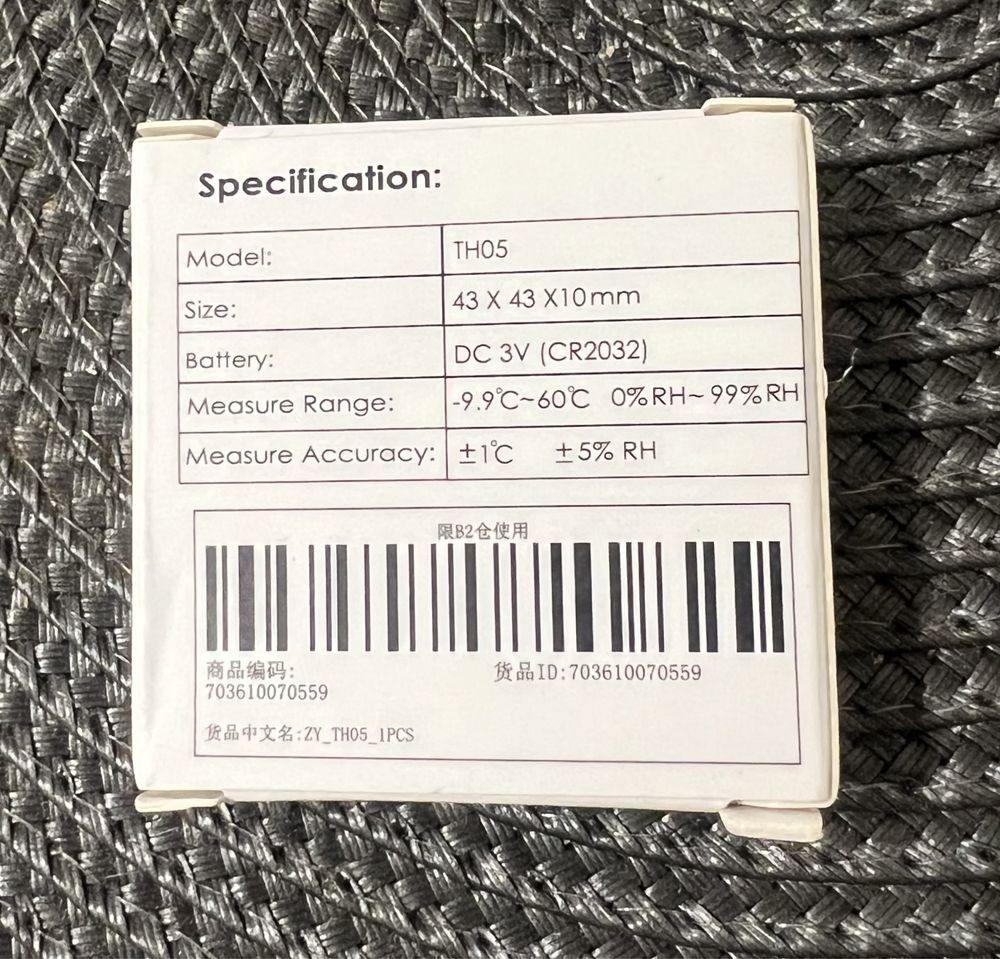 Specification:
Model: TH05
Size: 43 X 43 X10mm
Battery: DC 3V (CR2032)
Measure Range: -9.9℃~60℃ 0%RH~99%RH
Measure Accuracy: ±1℃ ±5% RH
限B2仓使用
商品编码: 货品ID:703610070559
703610070559
货品中文名:ZY_TH05_1PCS